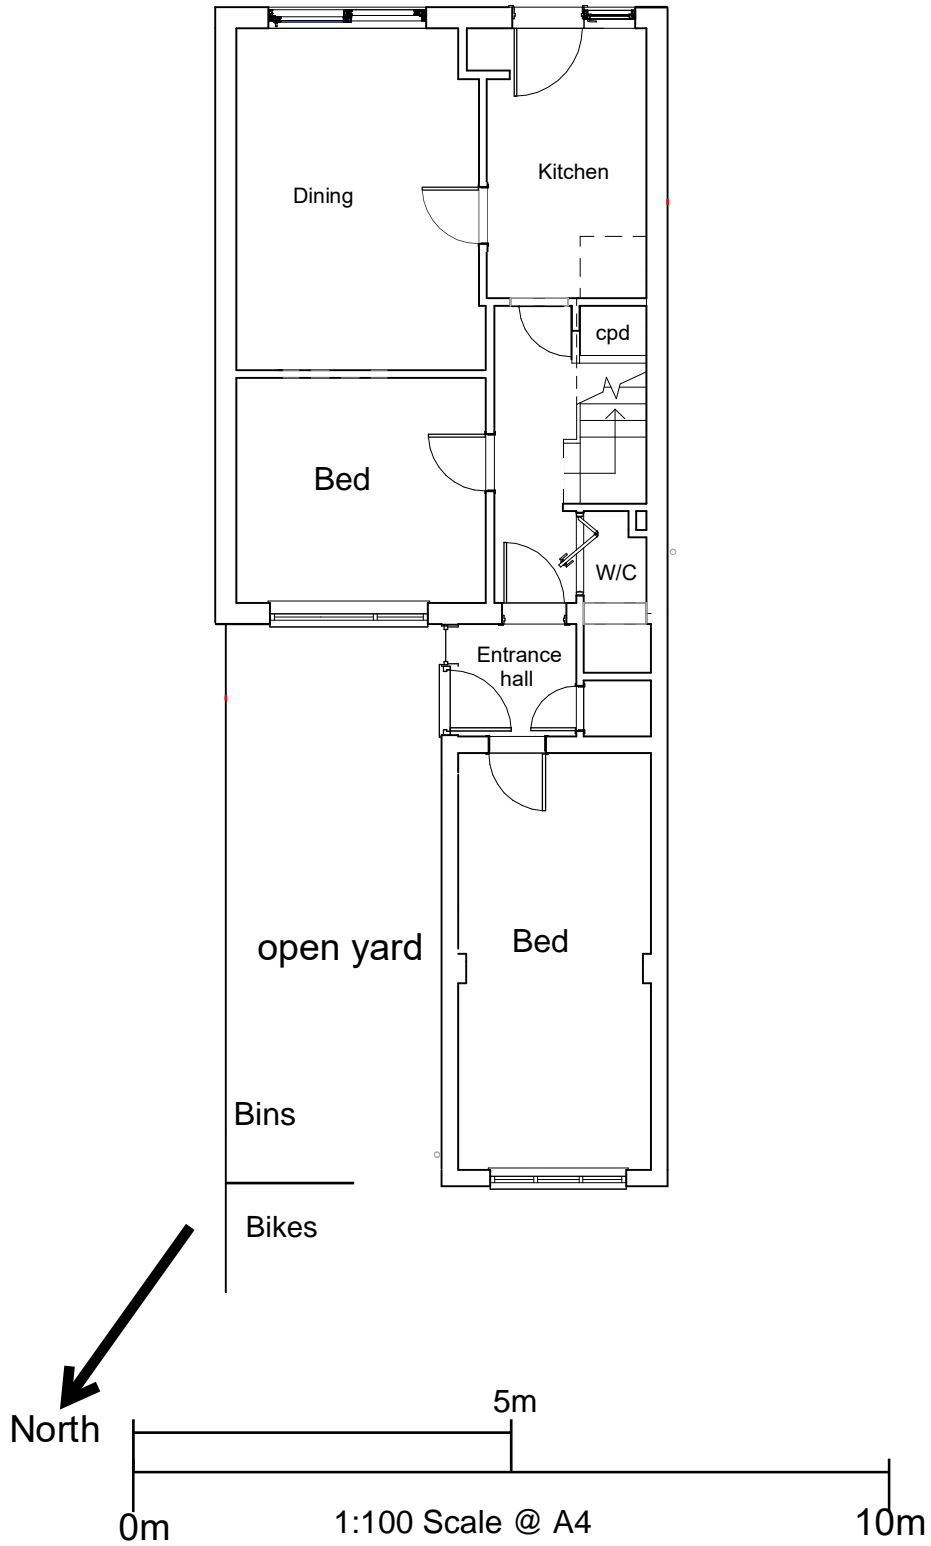 Kitchen
Dining
cpd
Bed
W/C
Entrance
hall
Bed
open yard
Bins
Bikes
North
5m
0m
1:100 Scale @ A4
10m